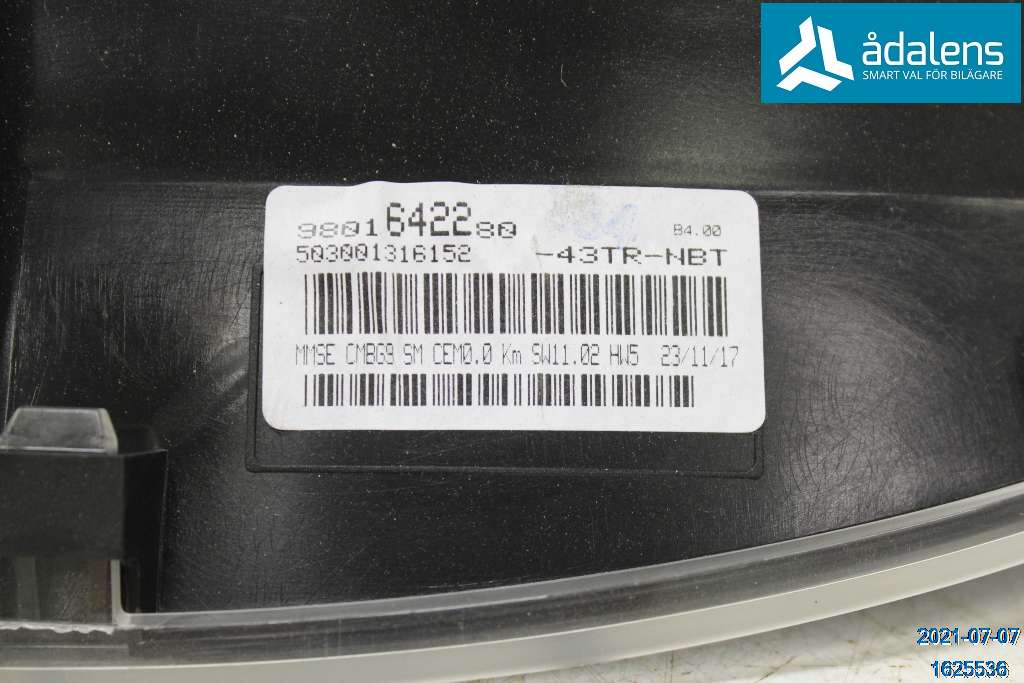 ådalens
SMART VAL FÖR BILÄGARE
9801642280 84.00
503001316152 -43TR-NBT
MMSE CMBG3 SM CEM0.0 Km SW11.02 HW5 23/11/17
2021-07-07
1625536